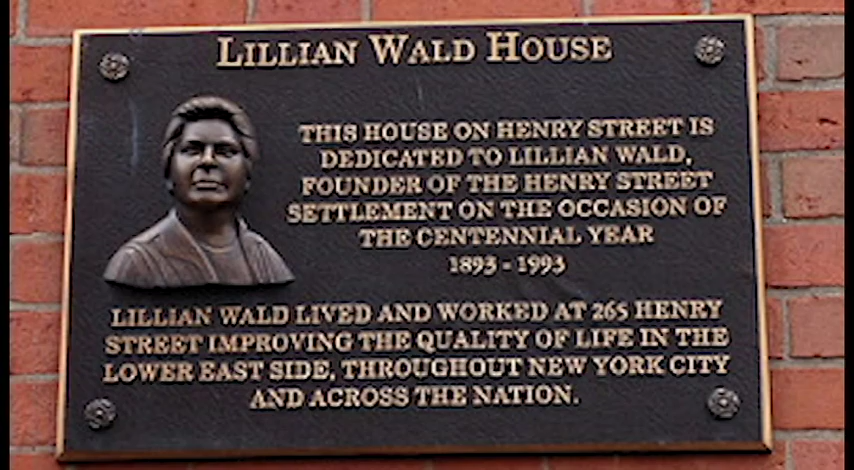 LILLIAN WALD HOUSE
THIS HOUSE ON HENRY STREET IS
DEDICATED TO LILLIAN WALD,
FOUNDER OF THE HENRY STREET
SETTLEMENT ON THE OCCASION OF
THE CENTENNIAL YEAR
1893 - 1993
LILLIAN WALD LIVED AND WORKED AT 265 HENRY
STREET IMPROVING THE QUALITY OF LIFE IN THE
LOWER EAST SIDE, THROUGHOUT NEW YORK CITY
AND ACROSS THE NATION.